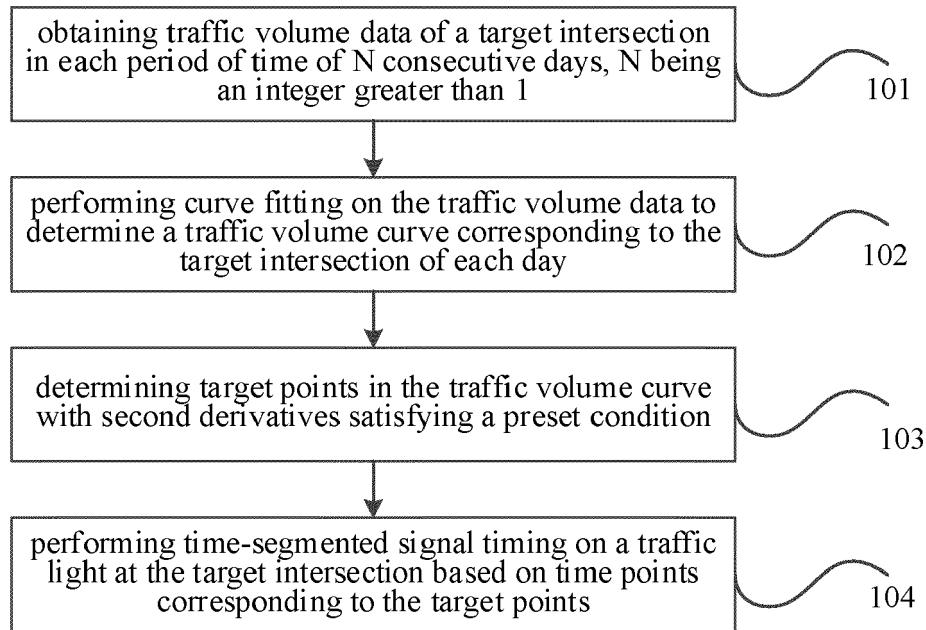 obtaining traffic volume data of a target intersection
in each period of time of N consecutive days, N being
an integer greater than 1
101
performing curve fitting on the traffic volume data to
determine a traffic volume curve corresponding to the
target intersection of each day
102
determining target points in the traffic volume curve
with second derivatives satisfying a preset condition
103
performing time-segmented signal timing on a traffic
light at the target intersection based on time points
corresponding to the target points
104